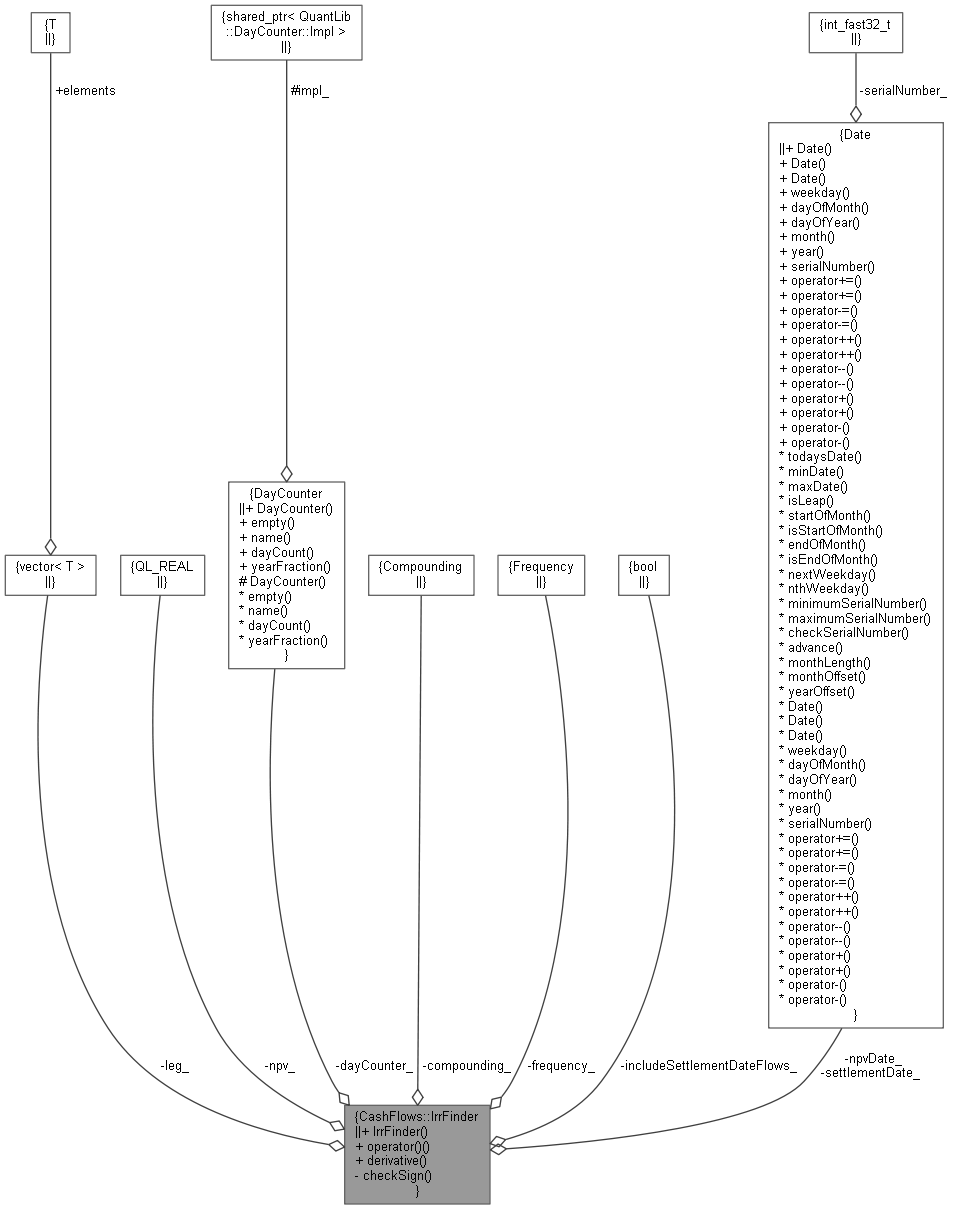 {T
||}
+elements
{shared_ptr< QuantLib
::DayCounter::Impl >
||}
#impl_
{int_fast32_t
||}
-serialNumber_
{Date
||+ Date()
+ Date()
+ Date()
+ weekday()
+ dayOfMonth()
+ dayOfYear()
+ month()
+ year()
+ serialNumber()
+ operator+=()
+ operator+=()
+ operator-=()
+ operator-=()
+ operator++()
+ operator++()
+ operator--()
+ operator--()
+ operator+()
+ operator+()
+ operator-()
+ operator-()
* todaysDate()
* minDate()
* maxDate()
* isLeap()
* startOfMonth()
* isStartOfMonth()
* endOfMonth()
* isEndOfMonth()
* nextWeekday()
* nthWeekday()
* minimumSerialNumber()
* maximumSerialNumber()
* checkSerialNumber()
* advance()
* monthLength()
* monthOffset()
* yearOffset()
* Date()
* Date()
* Date()
* weekday()
* dayOfMonth()
* dayOfYear()
* month()
* year()
* serialNumber()
* operator+=()
* operator+=()
* operator-=()
* operator-=()
* operator++()
* operator++()
* operator--()
* operator--()
* operator+()
* operator+()
* operator-()
* operator-()
}
{DayCounter
||+ DayCounter()
+ empty()
+ name()
+ dayCount()
+ yearFraction()
# DayCounter()
* empty()
* name()
* dayCount()
* yearFraction()
}
{vector< T >
||}
{QL_REAL
||}
{Compounding
||}
{Frequency
||}
{bool
||}
-leg_
-npv_
-dayCounter_
-compounding_
-frequency_
-includeSettlementDateFlows_
-npvDate_
-settlementDate_
{CashFlows::IrrFinder
||+ IrrFinder()
+ operator()()
+ derivative()
- checkSign()
}